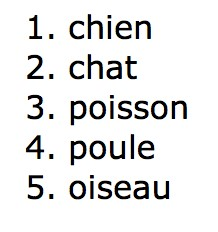 1. chien
2. chat
3. poisson
4. poule
5. oiseau